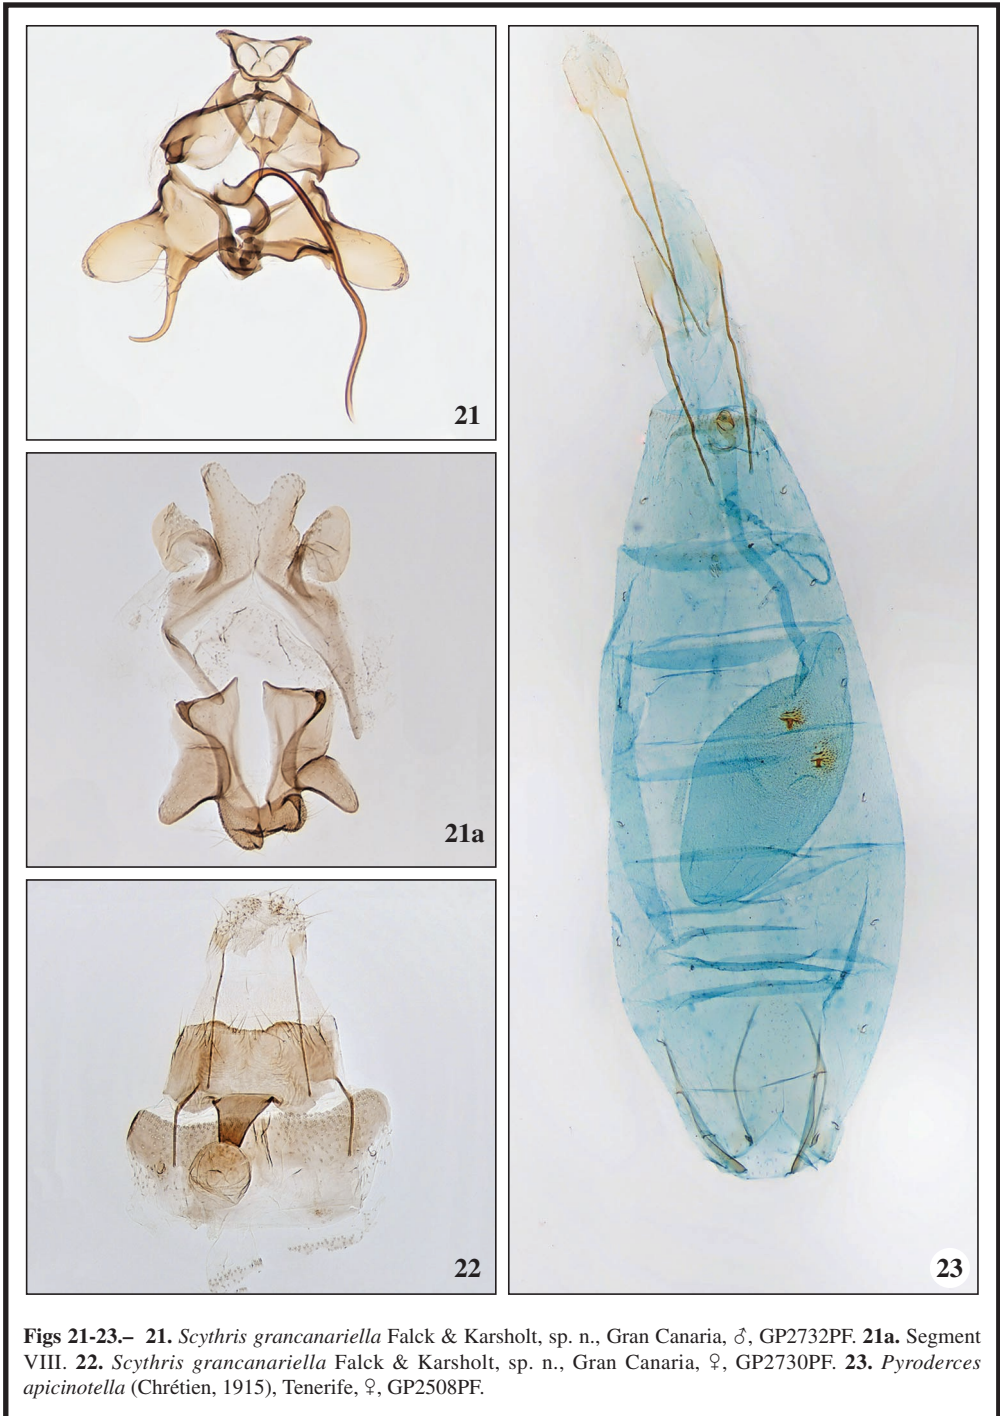 21
21a
22
23
Figs 21-23.– 21. Scythris grancanariella Falck & Karsholt, sp. n., Gran Canaria, ♂, GP2732PF. 21a. Segment
VIII. 22. Scythris grancanariella Falck & Karsholt, sp. n., Gran Canaria, ♀, GP2730PF. 23. Pyroderces
apicinotella (Chrétien, 1915), Tenerife, ♀, GP2508PF.